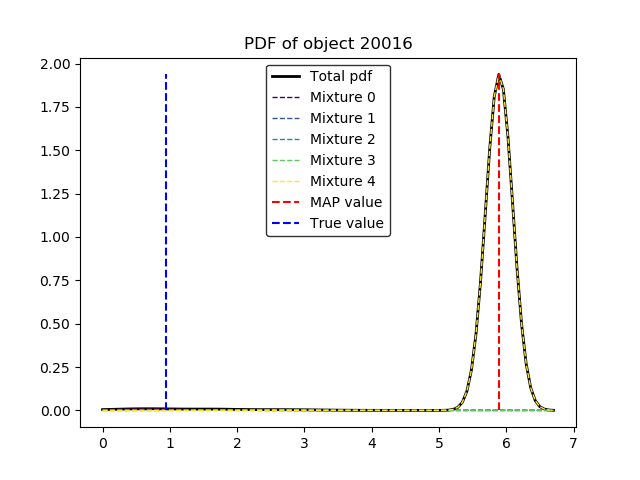 PDF of object 20016
2.00
1.75
1.50
1.25
1.00
0.75
0.50
0.25
0.00
Total pdf
Mixture 0
Mixture 1
Mixture 2
Mixture 3
Mixture 4
MAP value
True value
0 1 2 3 4 5 6 7